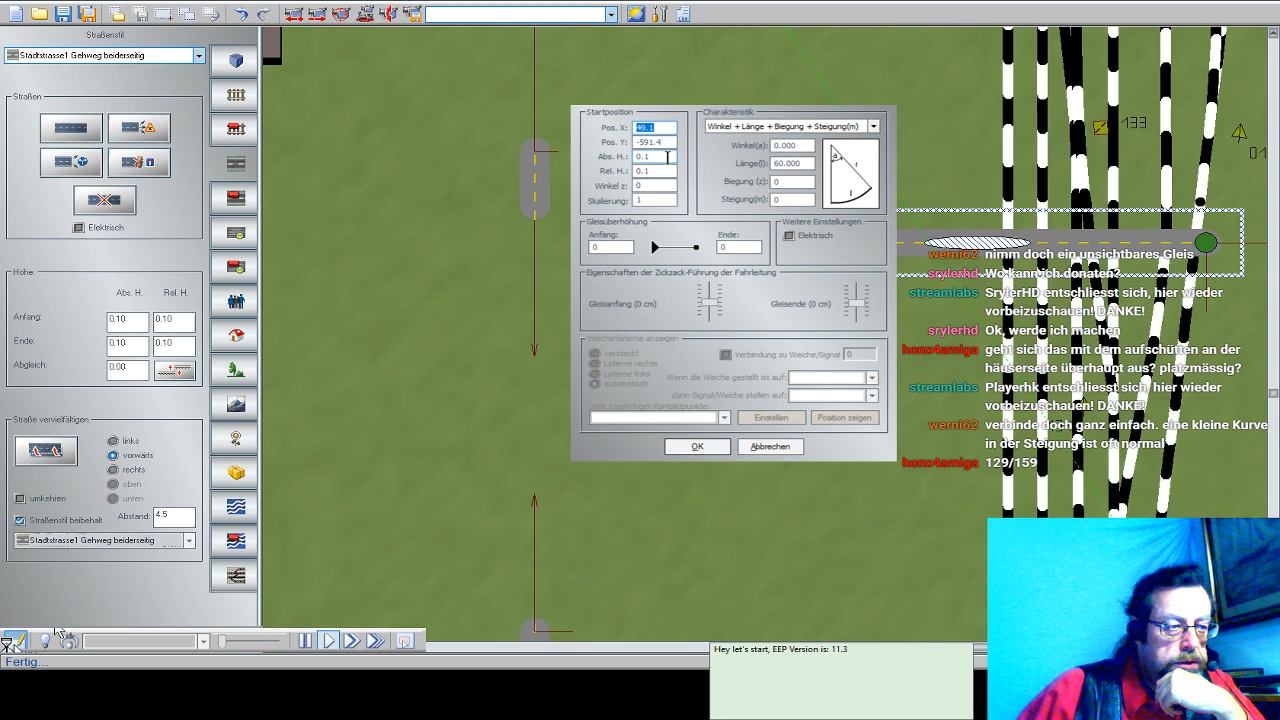 Straßenstil
Stadtstrasse1 Gehweg beiderseitig
Straßen
Elektrisch
Höhe:
Abs. H.
Rel. H.
Anfang:
0.10
0.10
Ende:
0.10
0.10
Abgleich:
0.00
Straße vervielfältigen
links
vorwärts
rechts
oben
unten
umkehren
Abstand:
4.5
Straßenstil beibehalt
Stadtstrasse1 Gehweg beiderseitig
Fertig...
Startposition
Pos. X:
49.1
Pos. Y:
-591.4
Abs. H.:
0.1
Rel. H.:
0.1
Winkel z:
0
Skalierung:
1
Charakteristik
Winkel + Länge + Biegung + Steigung(m)
Winkel(a):
0.000
Länge(l):
60.000
Biegung (z):
0
Steigung(m):
0
a
r
l
Gleisüberhöhung
Anfang:
0
Ende:
0
Weitere Einstellungen
Elektrisch
Eigenschaften der Zickzack-Führung der Fahrleitung
Gleisanfang (0 cm)
Gleisende (0 cm)
Weichenlaterne anzeigen
versteckt
Laterne rechts
Laterne links
automatisch
Verbindung zu Weiche/Signal
0
Wenn die Weiche gestellt ist auf:
dann Signal/Weiche stellen auf:
Liste zugehöriger Kontaktpunkte:
Einstellen
Position zeigen
OK
Abbrechen
133
01
werni62 nimm doch ein unsichtbares Gleis
srylerhd Wo kann ich donaten?
streamlabs SrylerHD entschliesst sich, hier wieder
vorbeizuschauen! DANKE!
srylerhd Ok, werde ich machen
honx4amiga geht sich das mit dem aufschütten an der
häuserseite überhaupt aus? platzmässig?
streamlabs Playerhk entschliesst sich, hier wieder
vorbeizuschauen! DANKE!
werni62 verbinde doch ganz einfach. eine kleine Kurve
in der Steigung ist oft normal
honx4amiga 129/159
Hey let's start, EEP Version is: 11.3